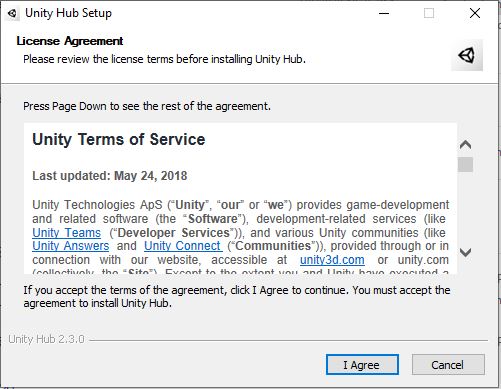 Unity Hub Setup
License Agreement
Please review the license terms before installing Unity Hub.
Press Page Down to see the rest of the agreement.
Unity Terms of Service
Last updated: May 24, 2018
Unity Technologies ApS (“Unity”, “our” or “we”) provides game-development
and related software (the “Software”), development-related services (like
Unity Teams (“Developer Services”)), and various Unity communities (like
Unity Answers and Unity Connect (“Communities”)), provided through or in
connection with our website, accessible at unity3d.com or unity.com
(collectively, the “Site”). Except to the extent you and Unity have executed a
If you accept the terms of the agreement, click I Agree to continue. You must accept the
agreement to install Unity Hub.
Unity Hub 2.3.0
I Agree
Cancel